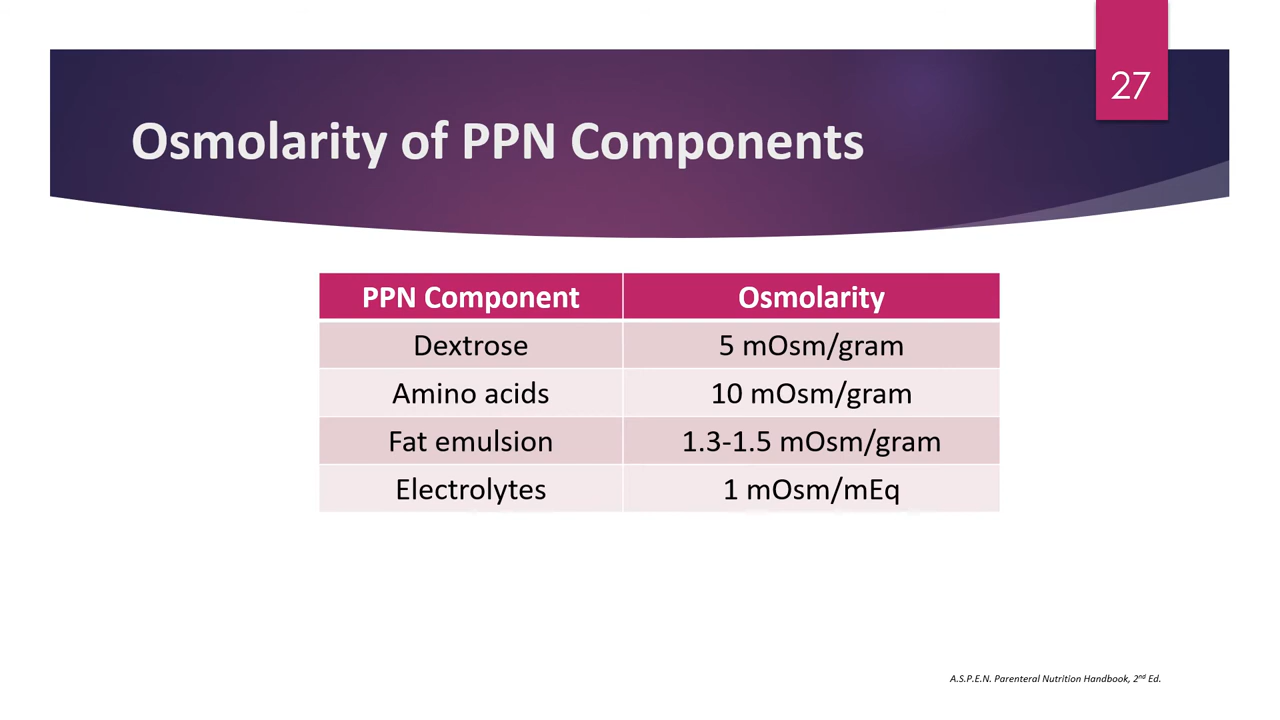 27
Osmolarity of PPN Components
PPN Component Osmolarity
Dextrose 5 mOsm/gram
Amino acids 10 mOsm/gram
Fat emulsion 1.3-1.5 mOsm/gram
Electrolytes 1 mOsm/mEq
A.S.P.E.N. Parenteral Nutrition Handbook, 2nd Ed.